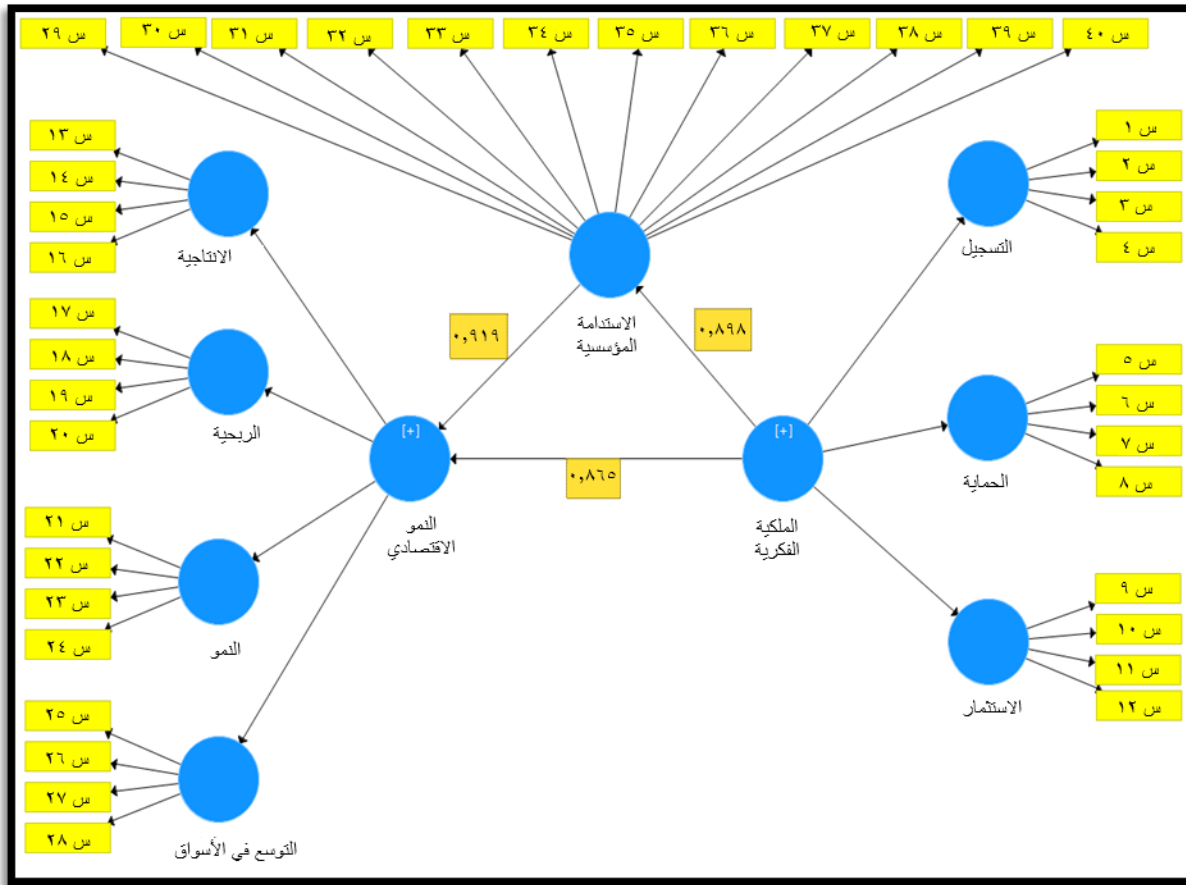 س ٤٠
س ٣٩
س ٣٨
س ٣٧
س ٣٦
س ٣٥
س ٣٤
س ٣٣
س ٣٢
س ٣١
س ٣٠
س ٢٩
س ١
س ٢
س ٣
س ٤
التسجيل
س ٥
س ٦
س ٧
س ٨
الحماية
س ٩
س ١٠
س ١١
س ١٢
الاستثمار
[+]
الملكية
الفكرية
٠,٨٩٨
الاستدامة
المؤسسية
٠,٩١٩
٠,٨٦٥
[+]
النمو
الاقتصادي
س ١٣
س ١٤
س ١٥
س ١٦
الانتاجية
س ١٧
س ١٨
س ١٩
س ٢٠
الربحية
س ٢١
س ٢٢
س ٢٣
س ٢٤
النمو
س ٢٥
س ٢٦
س ٢٧
س ٢٨
التوسع في الأسواق